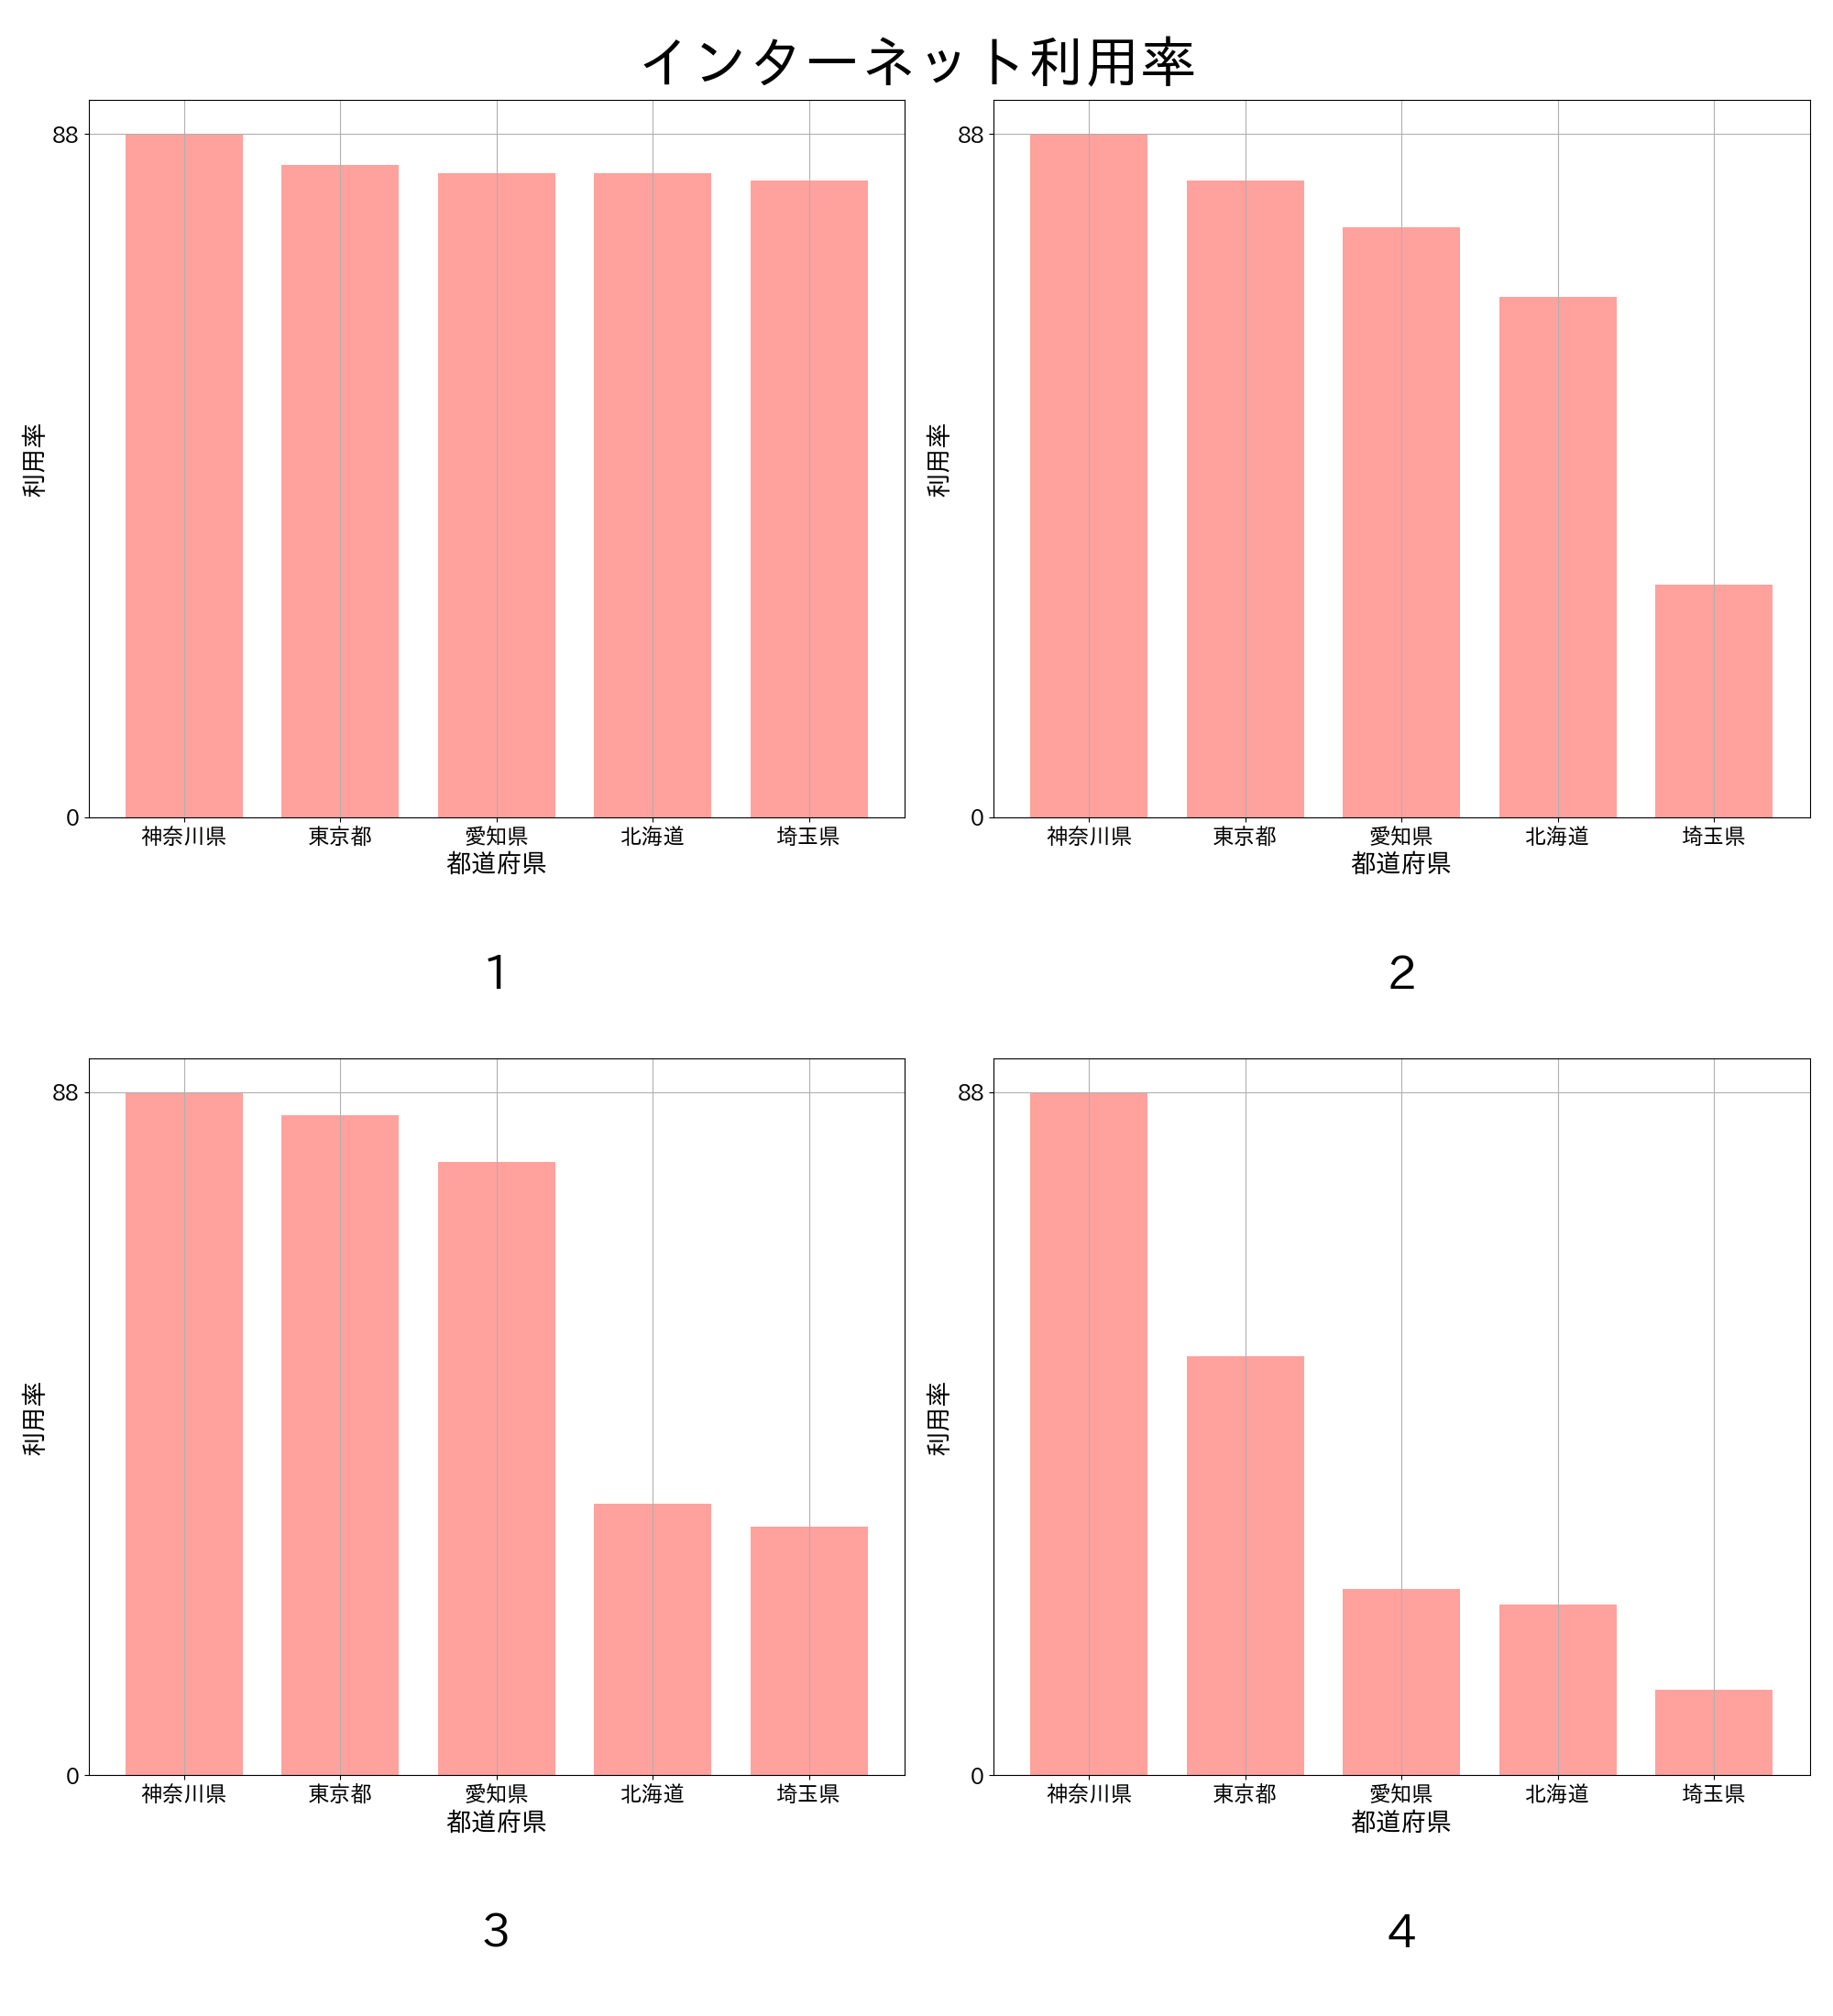 インターネット利用率
88
0
利用率
神奈川県 東京都 愛知県 北海道 埼玉県
都道府県
1
88
0
利用率
神奈川県 東京都 愛知県 北海道 埼玉県
都道府県
2
88
0
利用率
神奈川県 東京都 愛知県 北海道 埼玉県
都道府県
3
88
0
利用率
神奈川県 東京都 愛知県 北海道 埼玉県
都道府県
4